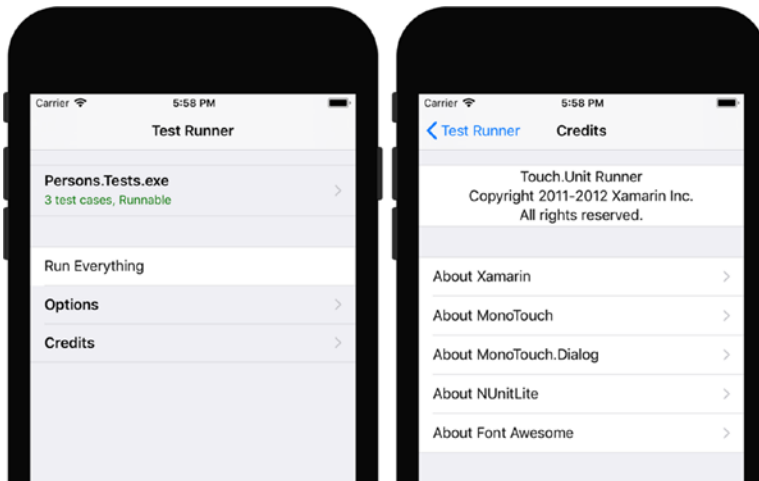 Carrier 5:58 PM
Test Runner
Persons.Tests.exe
3 test cases, Runnable
Run Everything
Options
Credits
Carrier 5:58 PM
Test Runner Credits
Touch.Unit Runner
Copyright 2011-2012 Xamarin Inc.
All rights reserved.
About Xamarin
About MonoTouch
About MonoTouch.Dialog
About NUnitLite
About Font Awesome